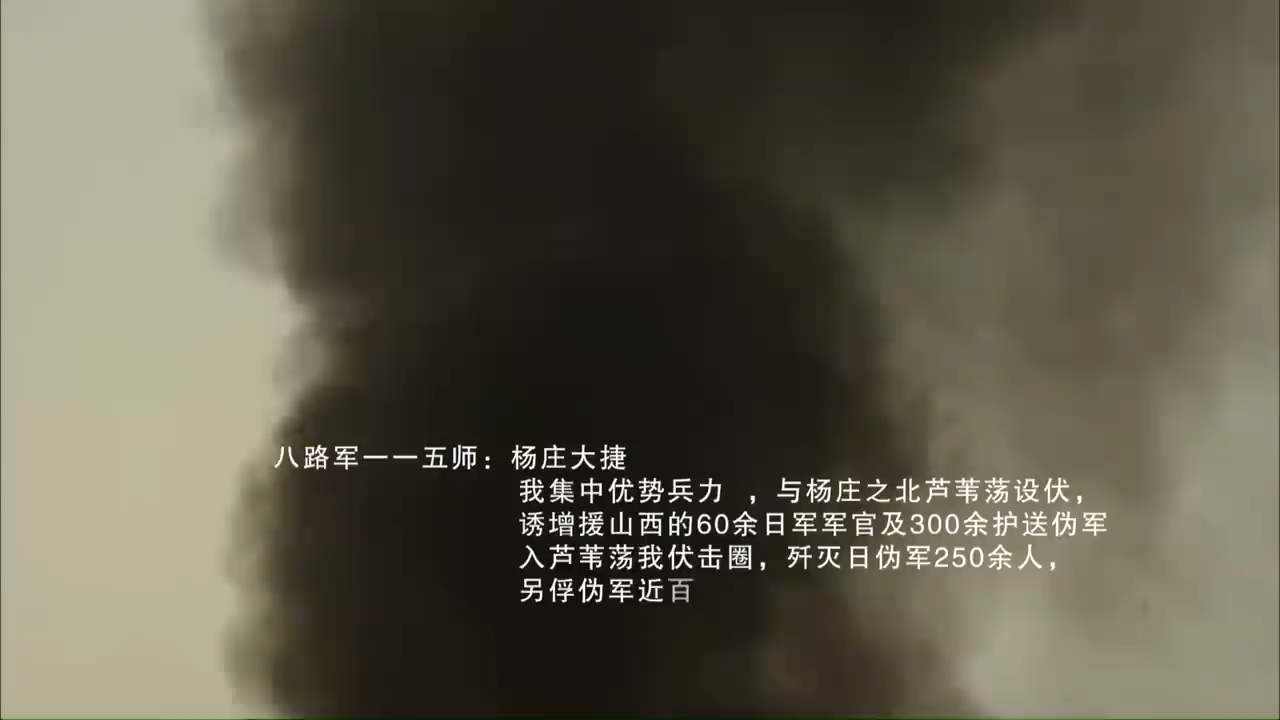 八路军一一五师：杨庄大捷
我集中优势兵力 ，与杨庄之北芦苇荡设伏，
诱增援山西的60余日军军官及300余护送伪军
入芦苇荡我伏击圈，歼灭日伪军250余人，
另俘伪军近百